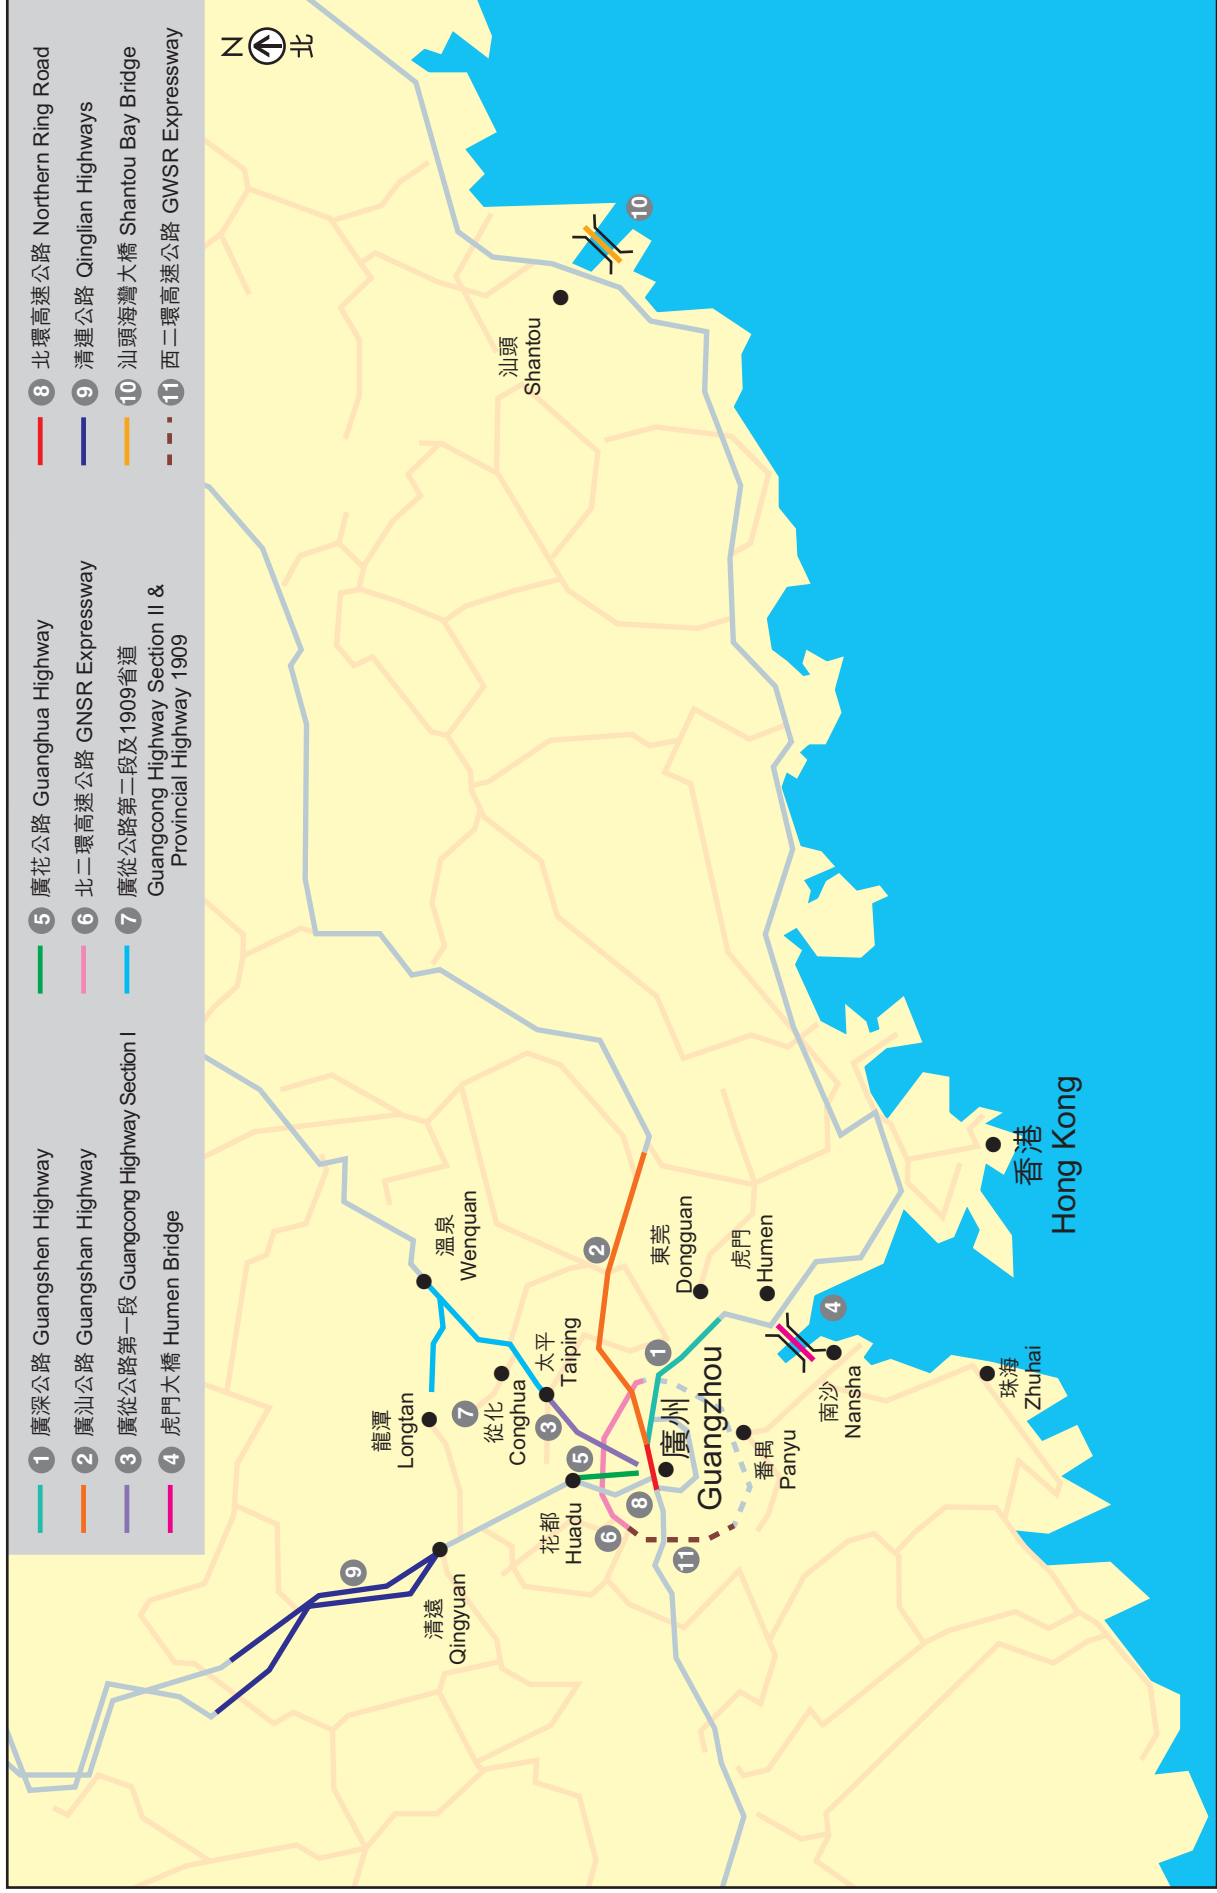 1 廣深公路 Guangshen Highway
2 廣汕公路 Guangshan Highway
3 廣從公路第一段 Guangcong Highway Section I
4 虎門大橋 Humen Bridge
5 廣花公路 Guanghua Highway
6 北二環高速公路 GNSR Expressway
7 廣從公路第二段及1909省道
Guangcong Highway Section II &
Provincial Highway 1909
8 北環高速公路 Northern Ring Road
9 清連公路 Qinglian Highways
10 汕頭海灣大橋 Shantou Bay Bridge
11 西二環高速公路 GWSR Expressway
N
北
9
清遠
Qingyuan
龍潭
Longtan
溫泉
Wenquan
7
從化
Conghua
太平
Taiping
3
花都
Huadu
5
6
8
2
汕頭
Shantou
10
廣州
Guangzhou
1
11
東莞
Dongguan
虎門
Humen
番禺
Panyu
4
南沙
Nansha
珠海
Zhuhai
香港
Hong Kong